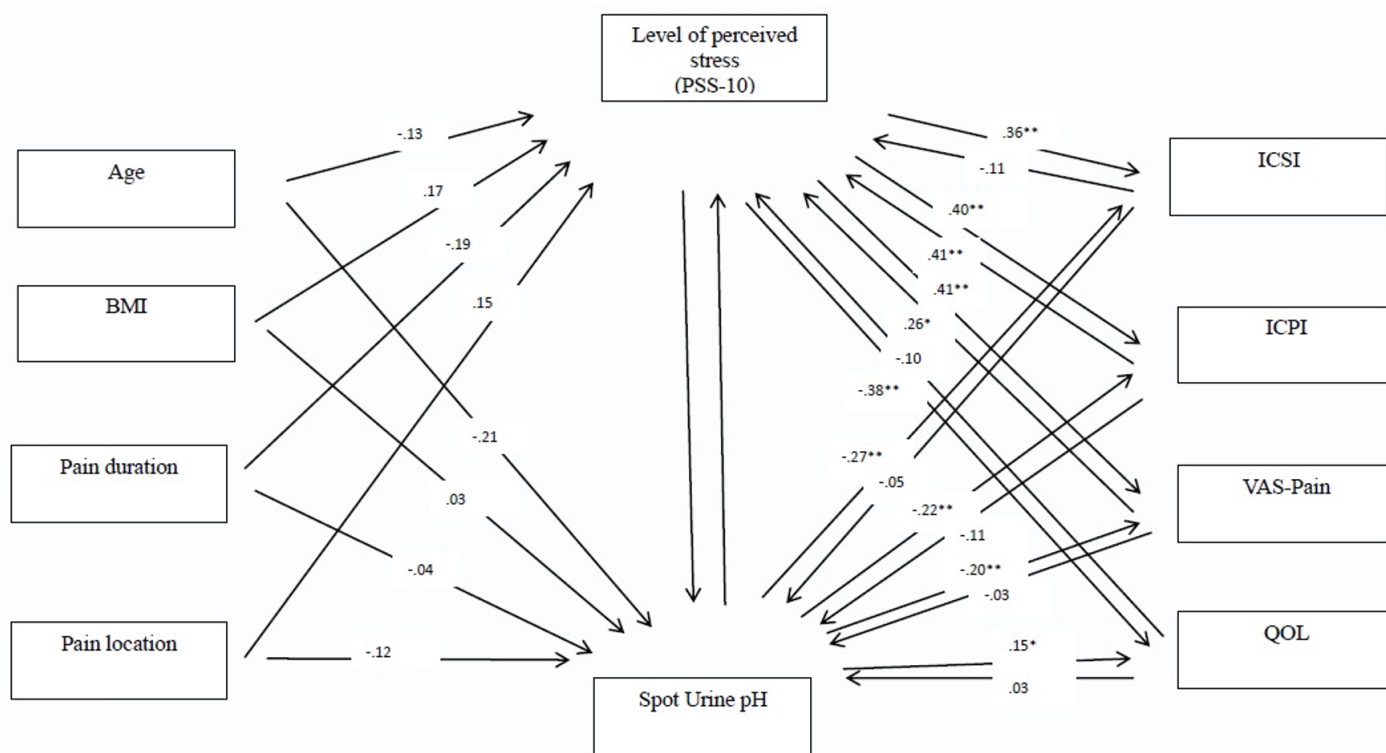 Level of perceived
stress
(PSS-10)
-.13
.36**
ICSI
Age
-.11
.17
.40**
-.19
.41**
.41**
BMI
.15
.26*
ICPI
-.10
-.38**
-.21
-.27**
Pain duration
-.05
VAS-Pain
.03
-.22**
-.11
-.04
-.20**
-.03
Pain location
-.12
.15*
QOL
.03
Spot Urine pH